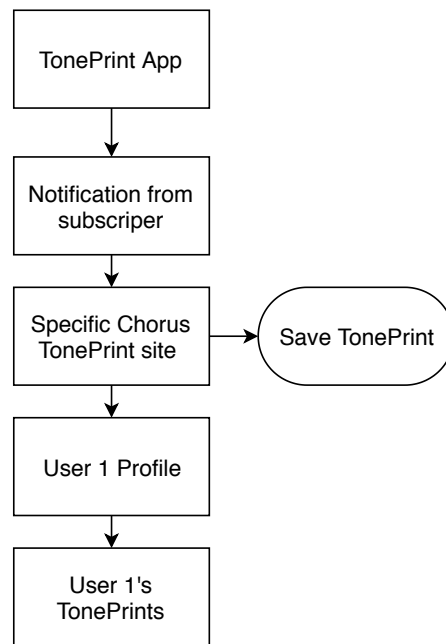 TonePrint App
Notification from
subscriper
Specific Chorus
TonePrint site
Save TonePrint
User 1 Profile
User 1's
TonePrints